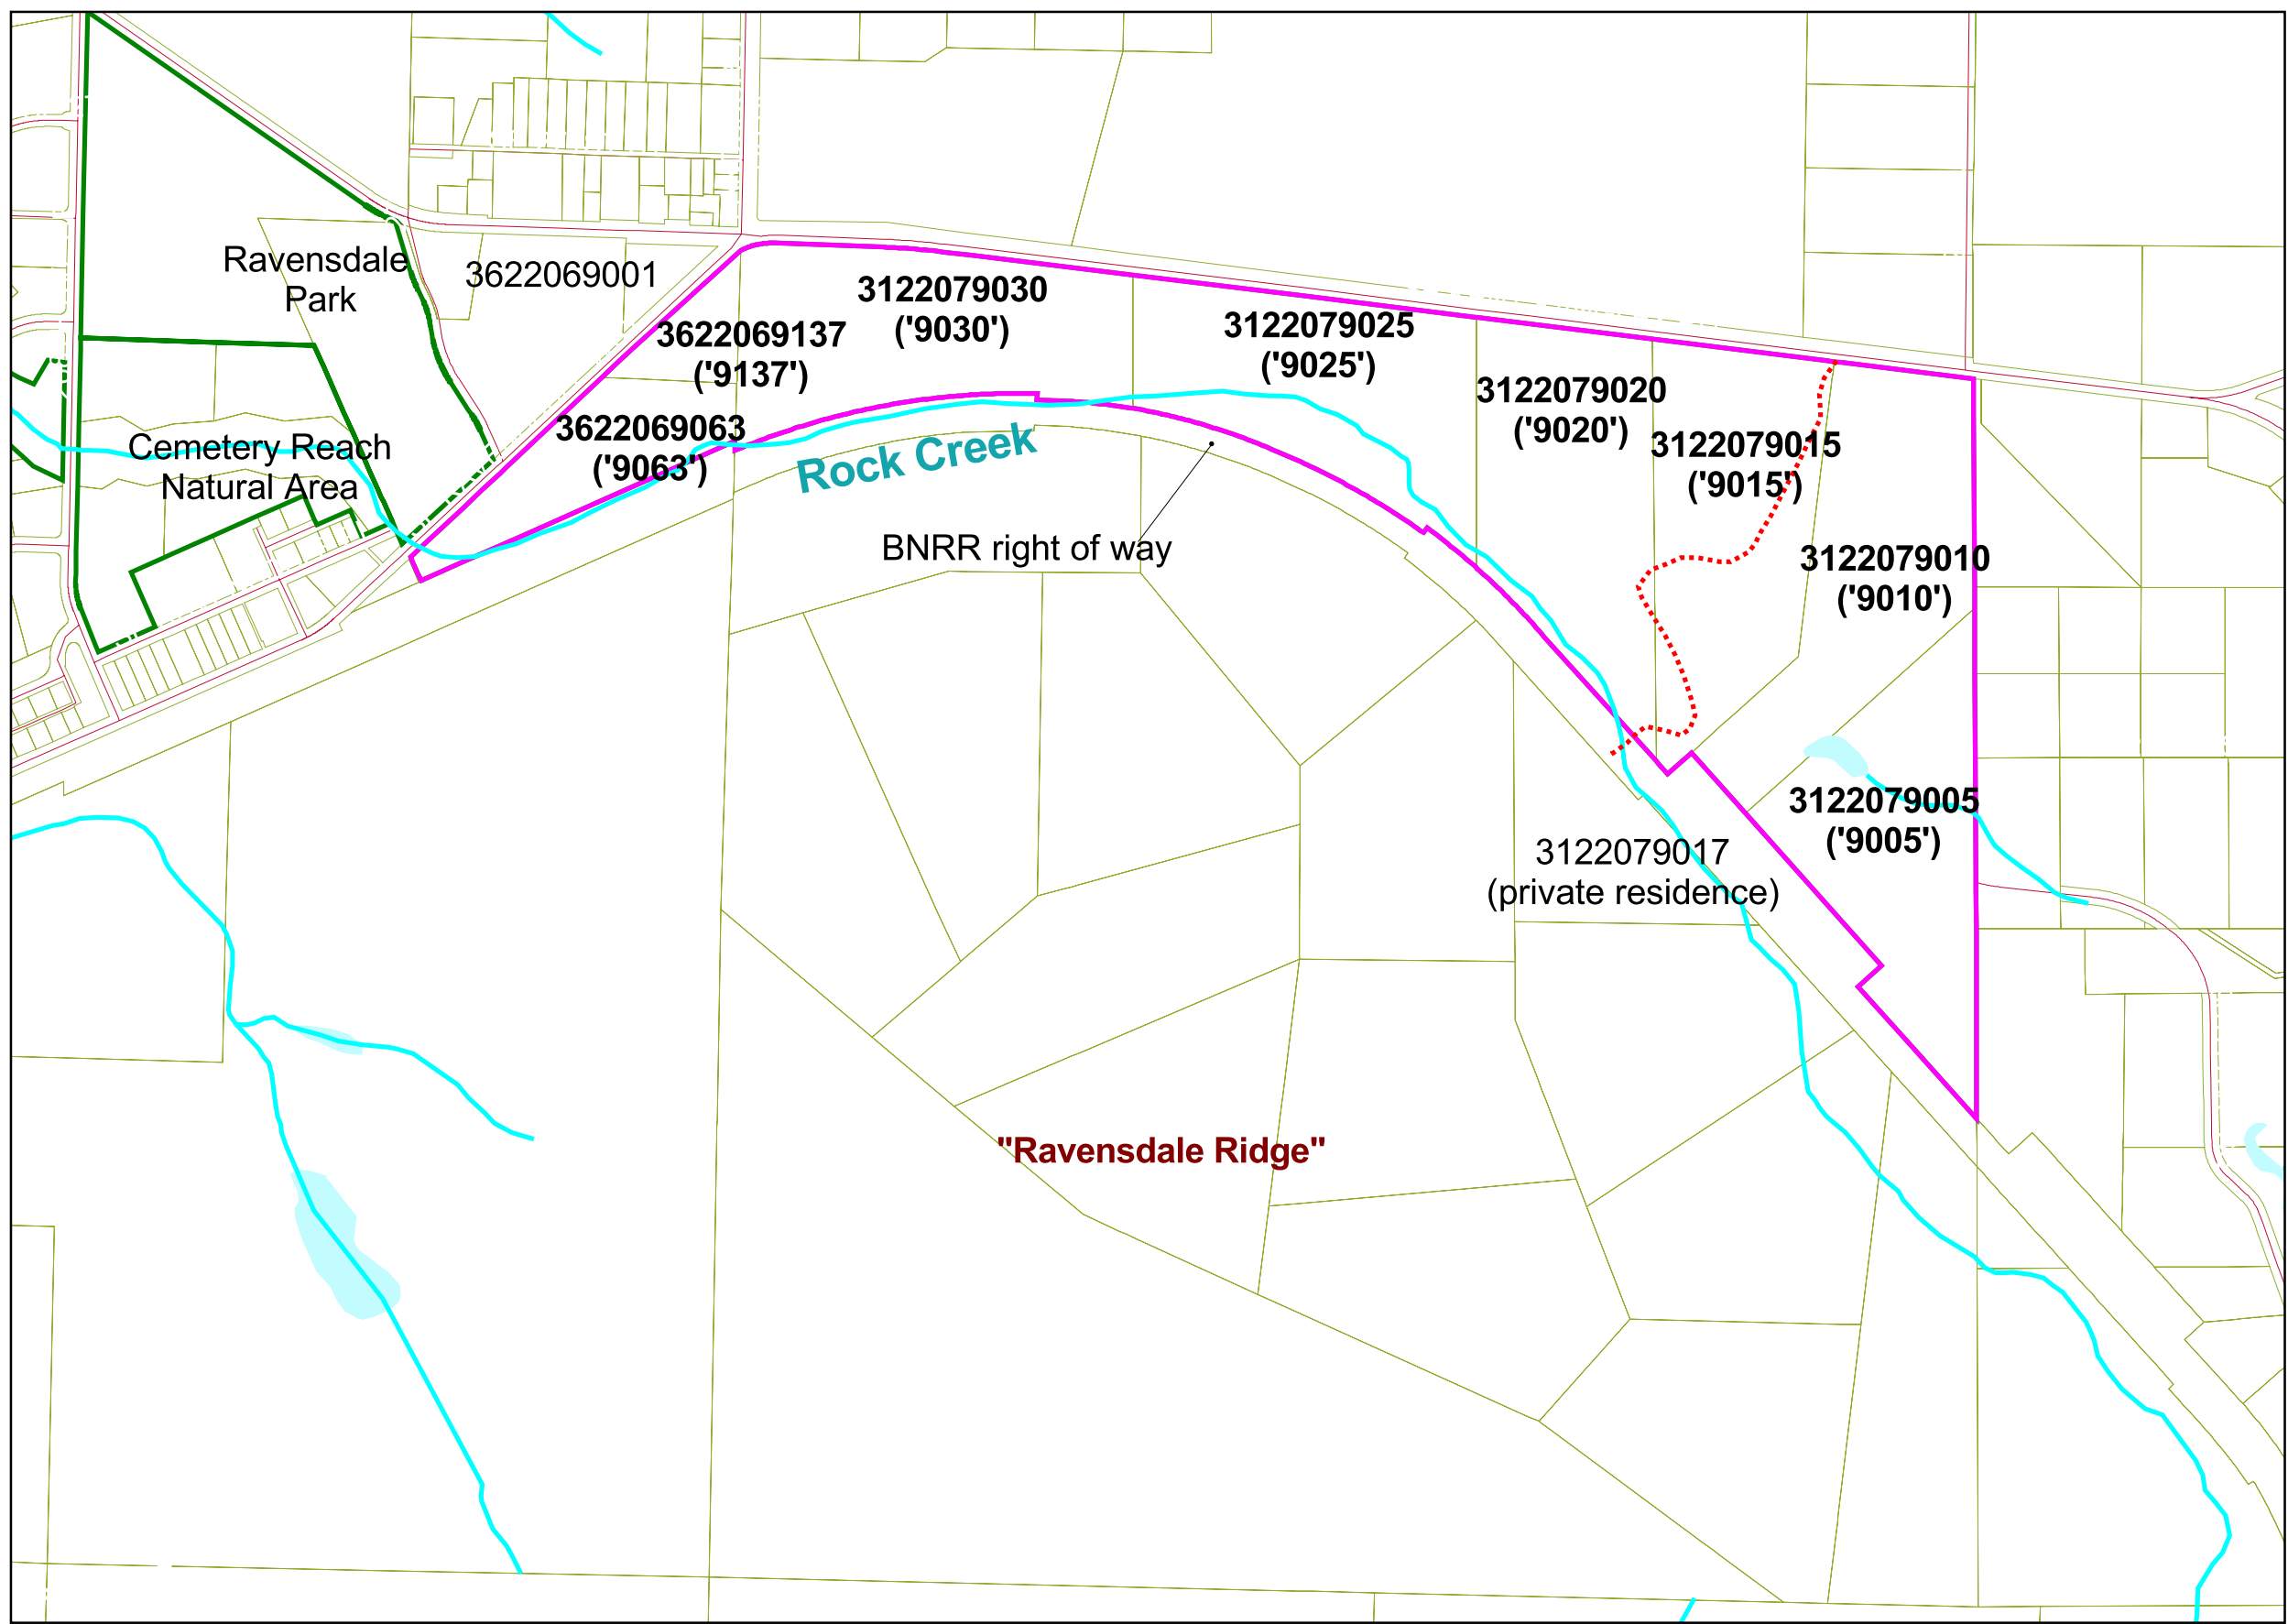 Ravensdale
Park
3622069001
3622069137
('9137')
3122079030
('9030')
3122079025
('9025')
3122079020
('9020')
3122079015
('9015')
3622069063
('9063')
Cemetery Reach
Natural Area
Rock Creek
BNRR right of way
3122079010
('9010')
3122079005
('9005')
3122079017
(private residence)
"Ravensdale Ridge"